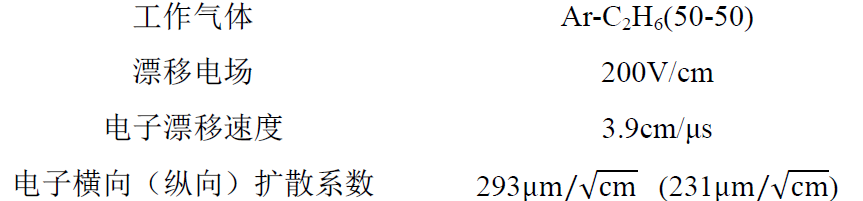 工作气体 Ar-C₂H₆(50-50)
漂移电场 200V/cm
电子漂移速度 3.9cm/μs
电子横向（纵向）扩散系数 293μm/√cm (231μm/√cm)